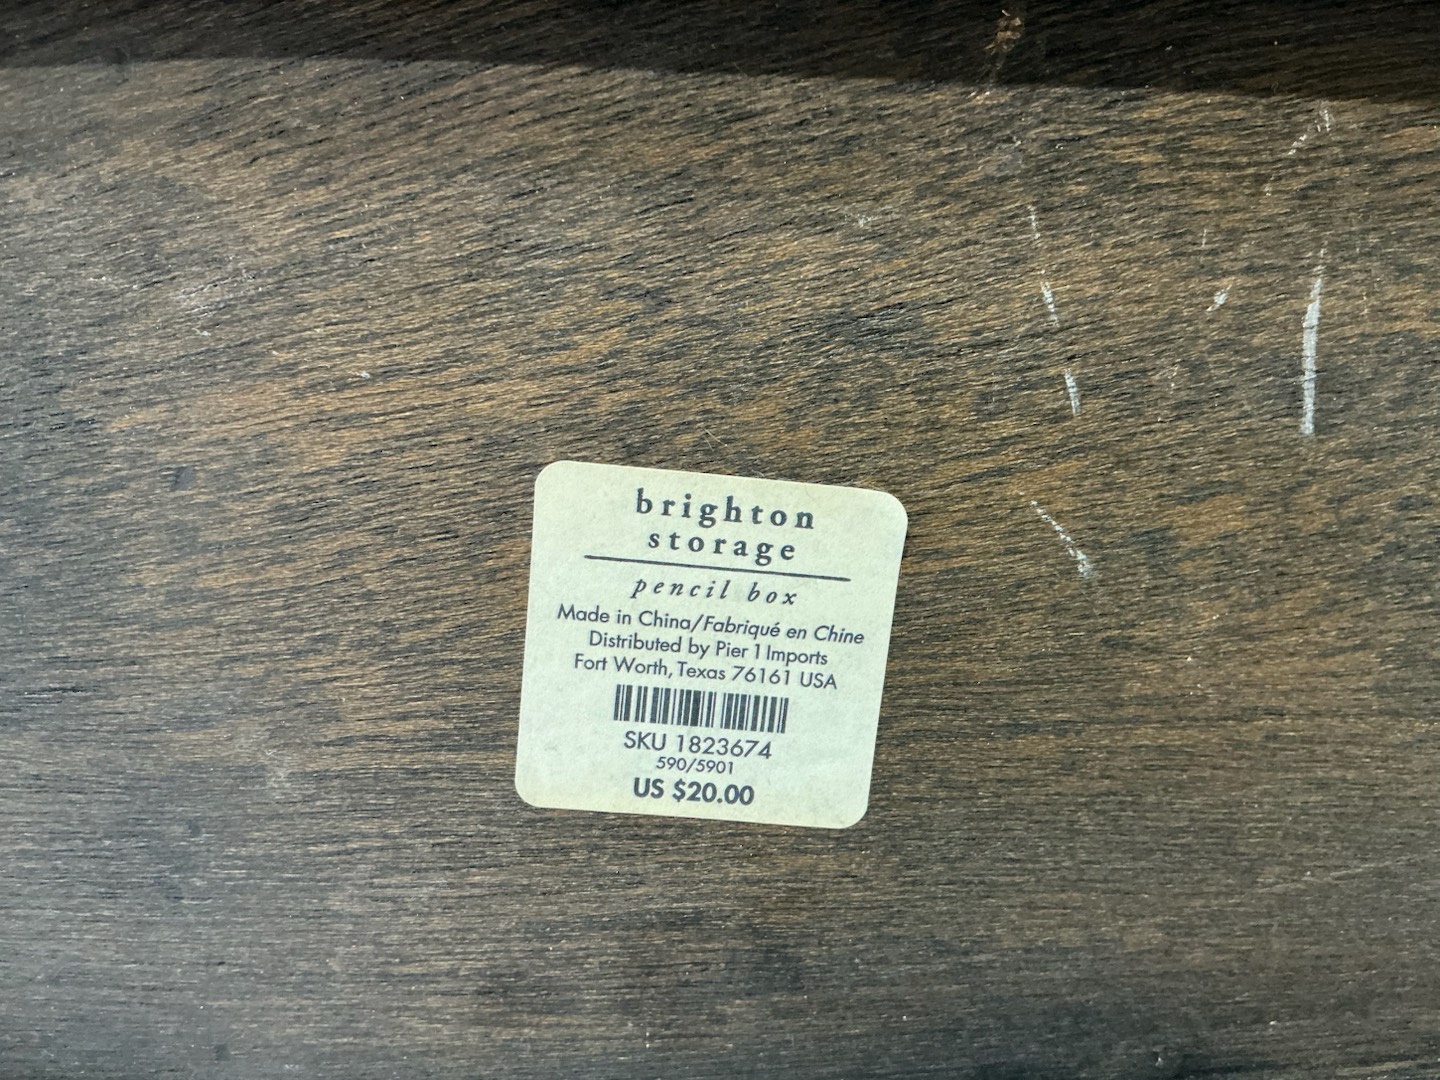 brighton
storage
pencil box
Made in China/Fabriqué en Chine
Distributed by Pier 1 Imports
Fort Worth, Texas 76161 USA
SKU 1823674
590/5901
US $20.00